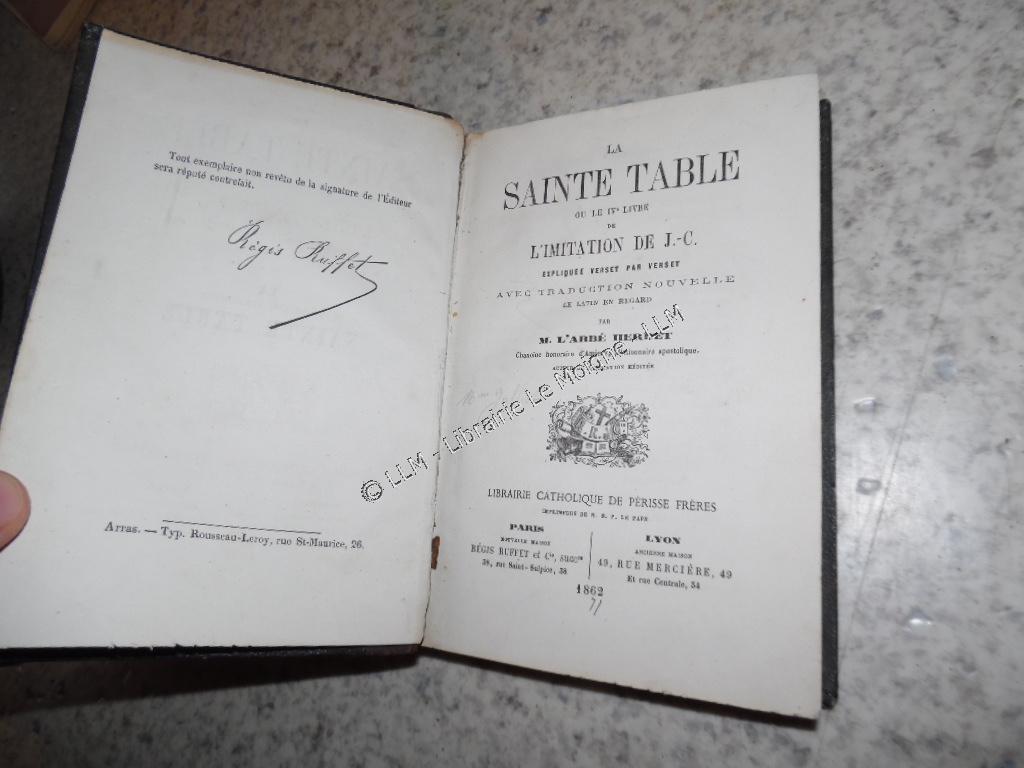 Tout exemplaire non revêtu de la signature de l'Éditeur
sera réputé contrefait.
Régis Ruffet
Arras. — Typ. Rousseau-Leroy, rue St-Maurice, 26.
LA
SAINTE TABLE
OU LE IVe LIVRE
DE
L'IMITATION DE J.-C.
EXPLIQUÉE VERSET PAR VERSET
AVEC TRADUCTION NOUVELLE
LE LATIN EN REGARD
PAR
M. L'ABBÉ HERBET
Chanoine honoraire d'Amiens, missionnaire apostolique,
© LLM - Librairie Le Moigne, LLM
LIBRAIRIE CATHOLIQUE DE PÉRISSE FRÈRES
IMPRIMEURS DE N. S. P. LE PAPE
PARIS
NOUVELLE MAISON
RÉGIS RUFFET et Cie, succrs
38, rue Saint-Sulpice, 38
LYON
ANCIENNE MAISON
49, RUE MERCIÈRE, 49
Et rue Centrale, 34
1862